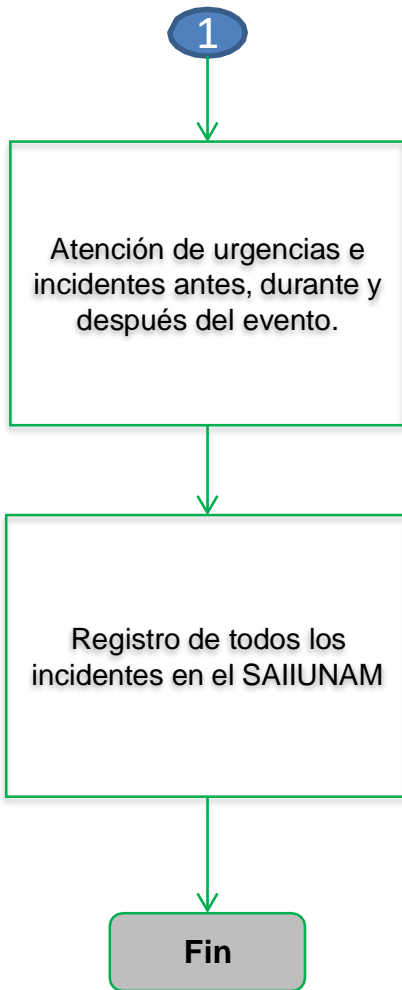 1
Atención de urgencias e
incidentes antes, durante y
después del evento.
Registro de todos los
incidentes en el SAIIUNAM
Fin